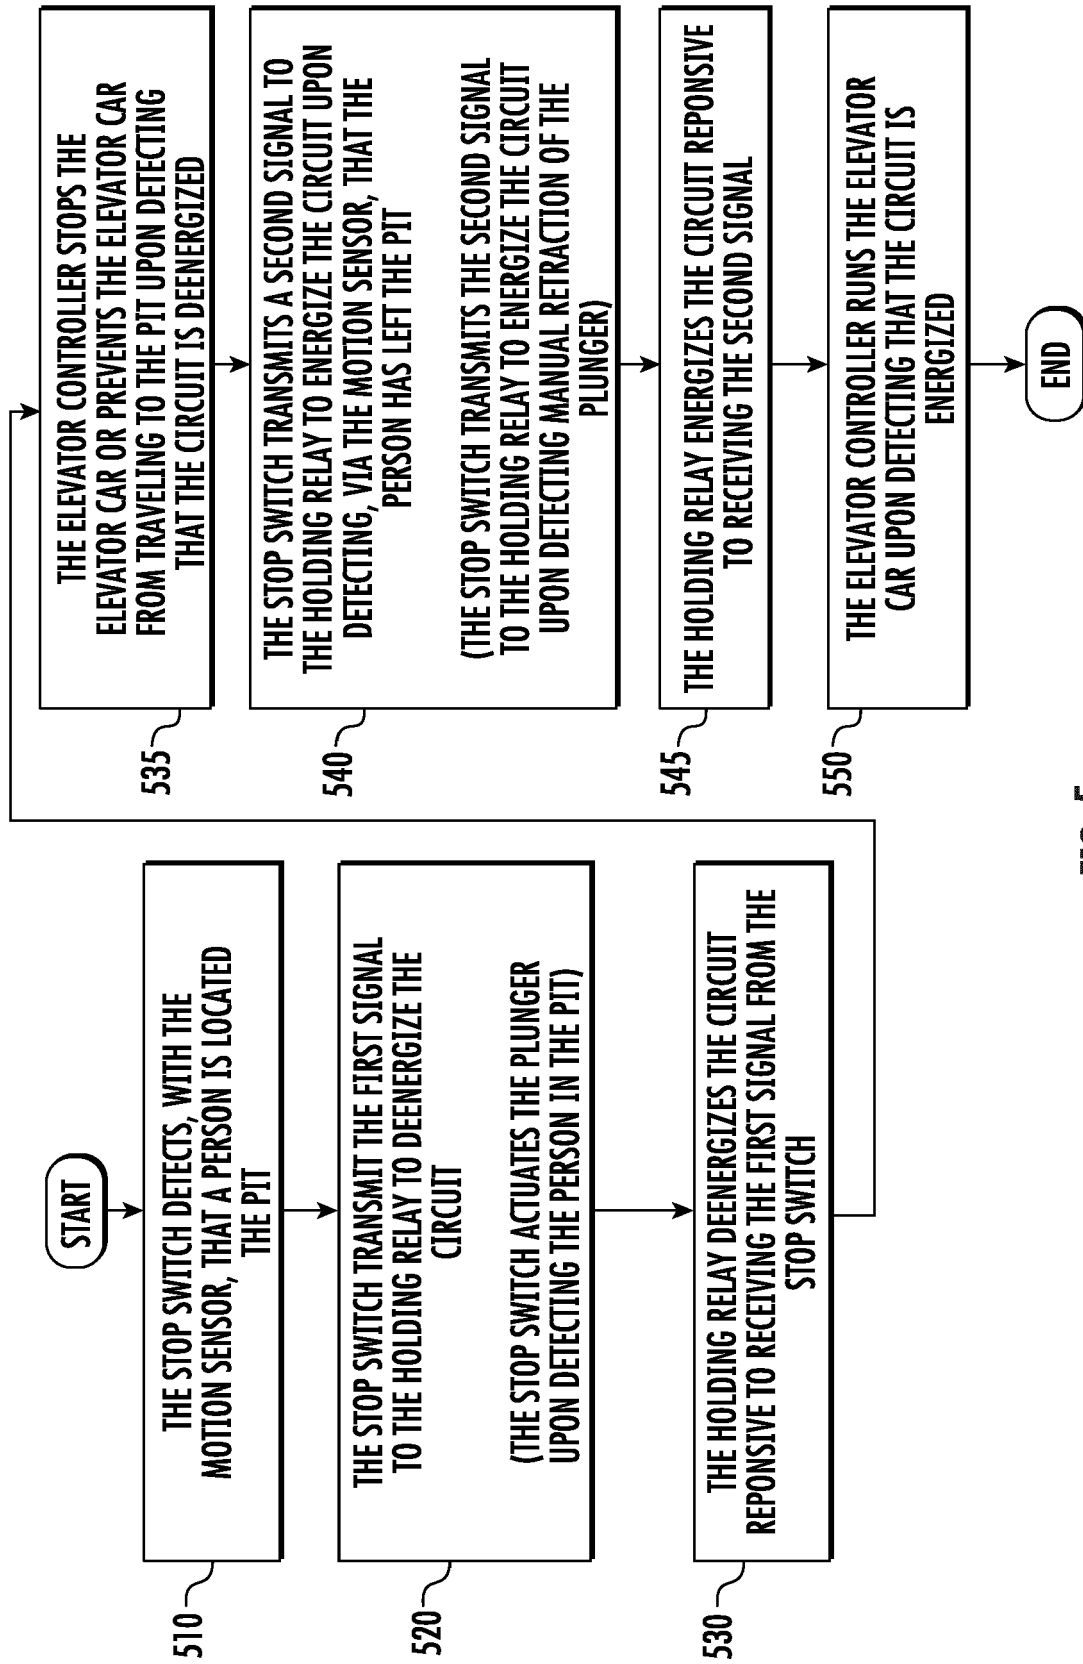 START
THE STOP SWITCH DETECTS, WITH THE
MOTION SENSOR, THAT A PERSON IS LOCATED
THE PIT
510
THE STOP SWITCH TRANSMIT THE FIRST SIGNAL
TO THE HOLDING RELAY TO DEENERGIZE THE
CIRCUIT
(THE STOP SWITCH ACTUATES THE PLUNGER
UPON DETECTING THE PERSON IN THE PIT)
520
THE HOLDING RELAY DEENERGIZES THE CIRCUIT
REPONSIVE TO RECEIVING THE FIRST SIGNAL FROM THE
STOP SWITCH
530
THE ELEVATOR CONTROLLER STOPS THE
ELEVATOR CAR OR PREVENTS THE ELEVATOR CAR
FROM TRAVELING TO THE PIT UPON DETECTING
THAT THE CIRCUIT IS DEENERGIZED
535
THE STOP SWITCH TRANSMITS A SECOND SIGNAL TO
THE HOLDING RELAY TO ENERGIZE THE CIRCUIT UPON
DETECTING, VIA THE MOTION SENSOR, THAT THE
PERSON HAS LEFT THE PIT
(THE STOP SWITCH TRANSMITS THE SECOND SIGNAL
TO THE HOLDING RELAY TO ENERGIZE THE CIRCUIT
UPON DETECTING MANUAL RETRACTION OF THE
PLUNGER)
540
THE HOLDING RELAY ENERGIZES THE CIRCUIT REPONSIVE
TO RECEIVING THE SECOND SIGNAL
545
THE ELEVATOR CONTROLLER RUNS THE ELEVATOR
CAR UPON DETECTING THAT THE CIRCUIT IS
ENERGIZED
550
END